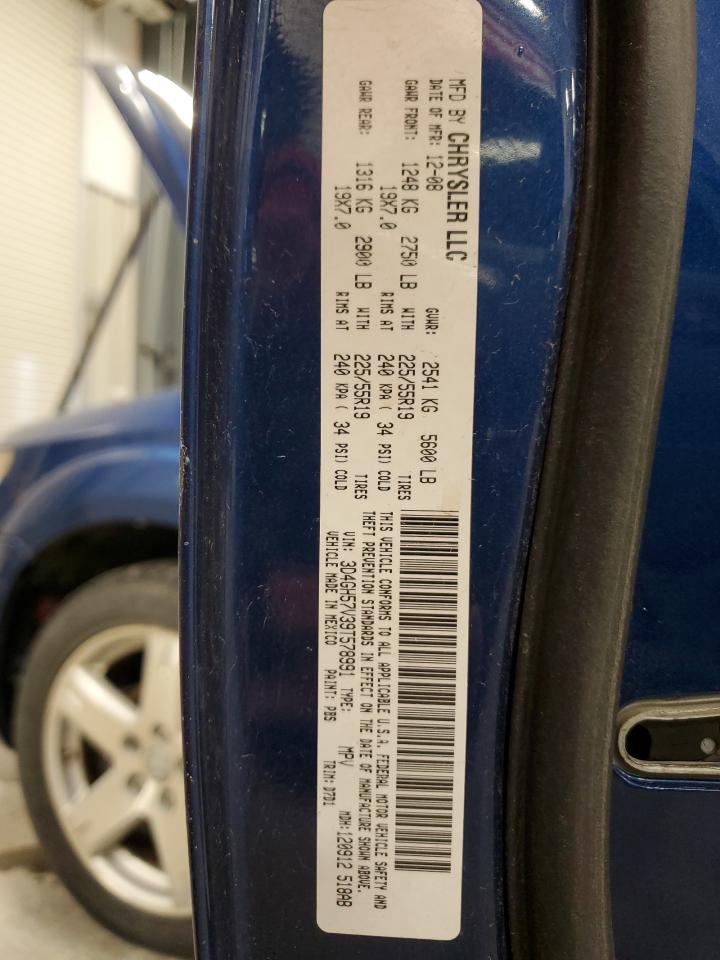 MFD BY CHRYSLER LLC
DATE OF MFR: 12-08 GVWR: 2541 KG 5600 LB
GAWR FRONT: 1248 KG 2750 LB WITH 225/55R19 TIRES
19X7.0 RIMS AT 240 KPA ( 34 PSI) COLD
GAWR REAR: 1316 KG 2900 LB WITH 225/55R19 TIRES
19X7.0 RIMS AT 240 KPA ( 34 PSI) COLD
THIS VEHICLE CONFORMS TO ALL APPLICABLE U.S.A. FEDERAL MOTOR VEHICLE SAFETY AND
THEFT PREVENTION STANDARDS IN EFFECT ON THE DATE OF MANUFACTURE SHOWN ABOVE.
VIN: 3D4GH57V39T578991 TYPE: MPV MDH:120912 518AB
VEHICLE MADE IN MEXICO PAINT: PBS TRIM: D7D1